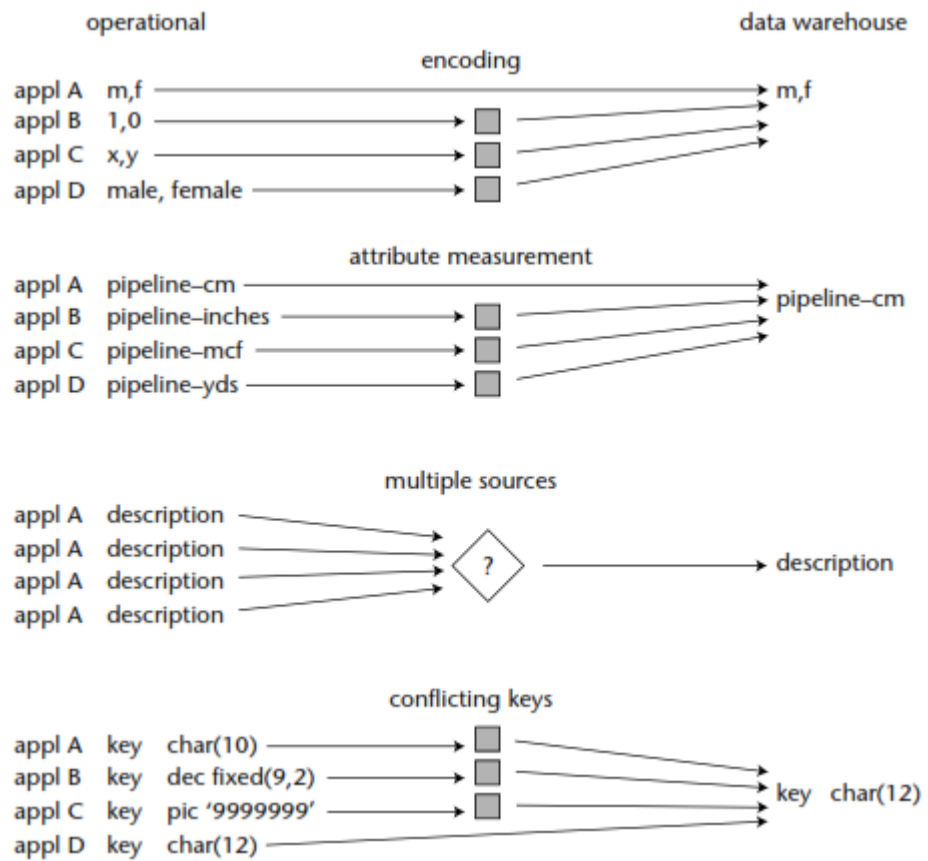 operational data warehouse
encoding
appl A m,f m,f
appl B 1,0
appl C x,y
appl D male, female
attribute measurement
appl A pipeline–cm
pipeline–cm
appl B pipeline–inches
appl C pipeline–mcf
appl D pipeline–yds
multiple sources
appl A description
appl A description
? description
appl A description
appl A description
conflicting keys
appl A key char(10)
appl B key dec fixed(9,2)
key char(12)
appl C key pic ‘9999999’
appl D key char(12)